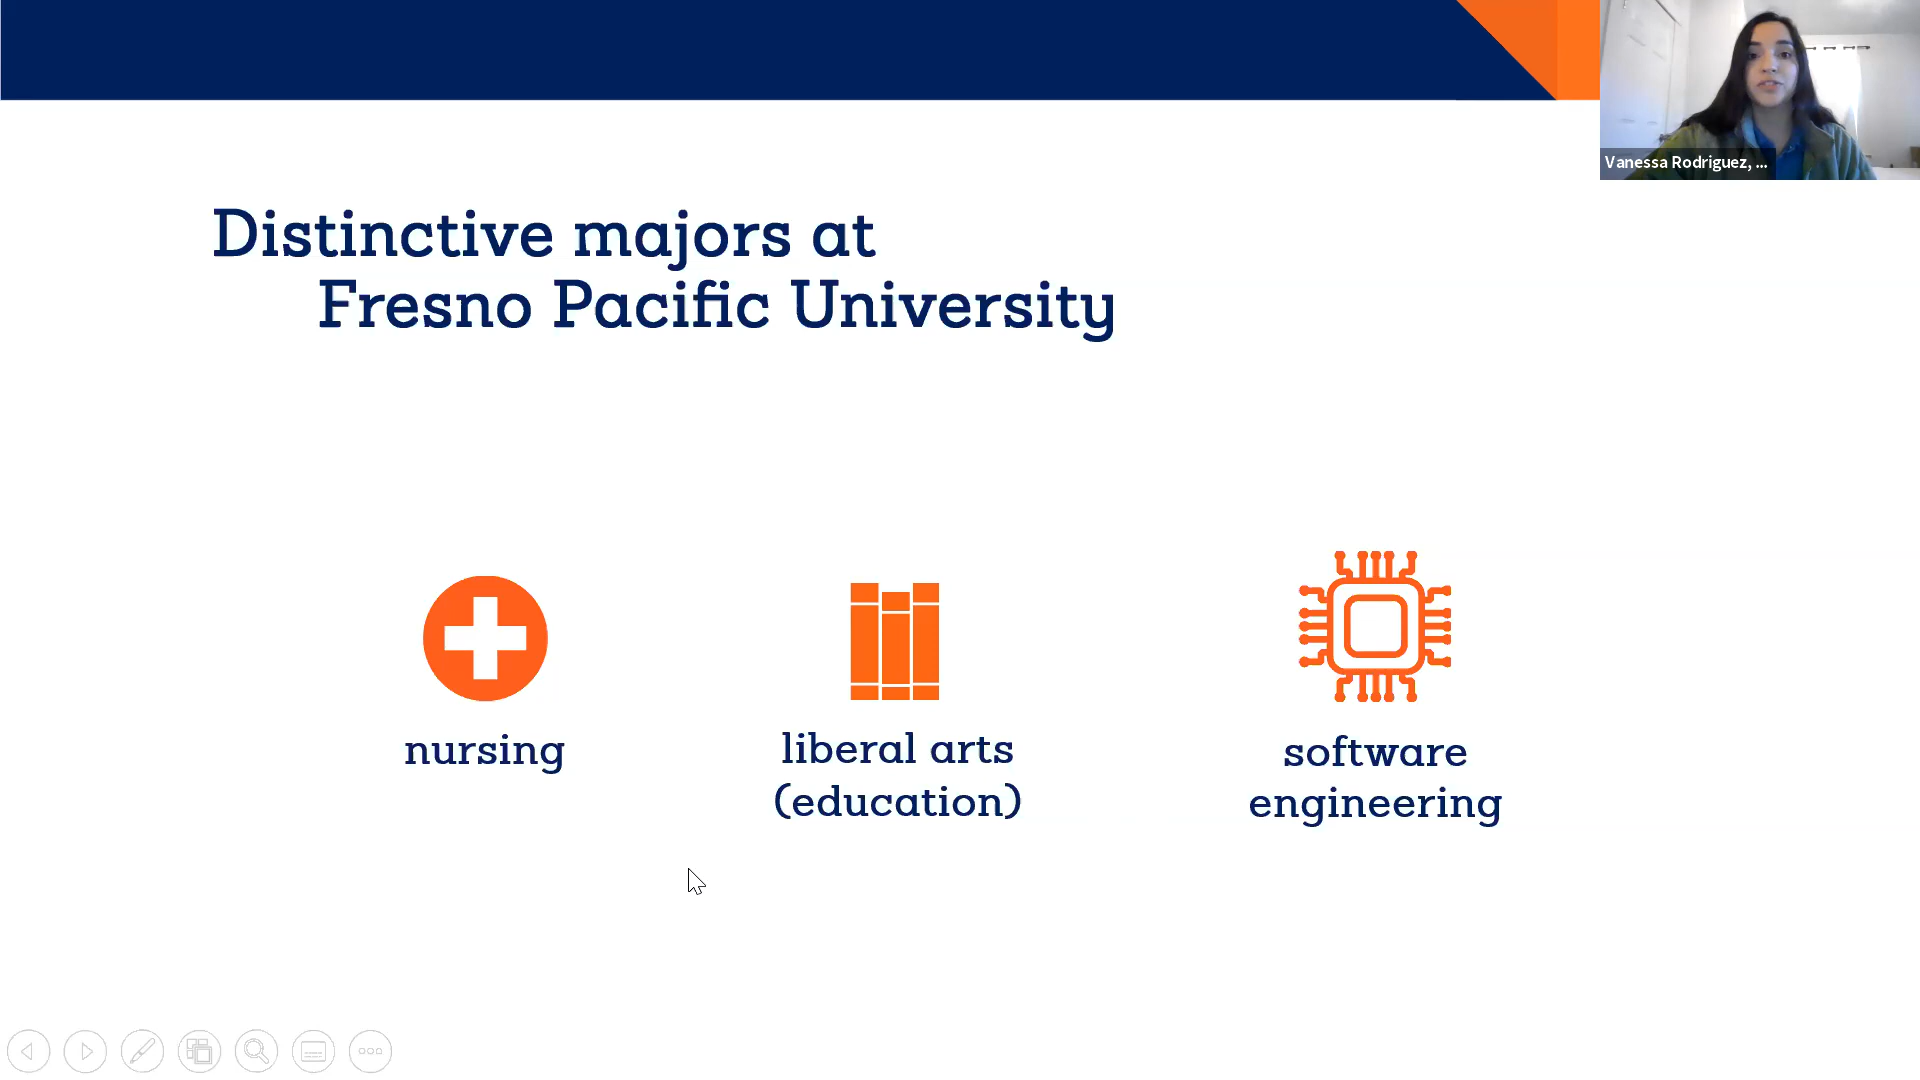 Distinctive majors at
Fresno Pacific University
nursing
liberal arts
(education)
software
engineering
Vanessa Rodriguez, ...